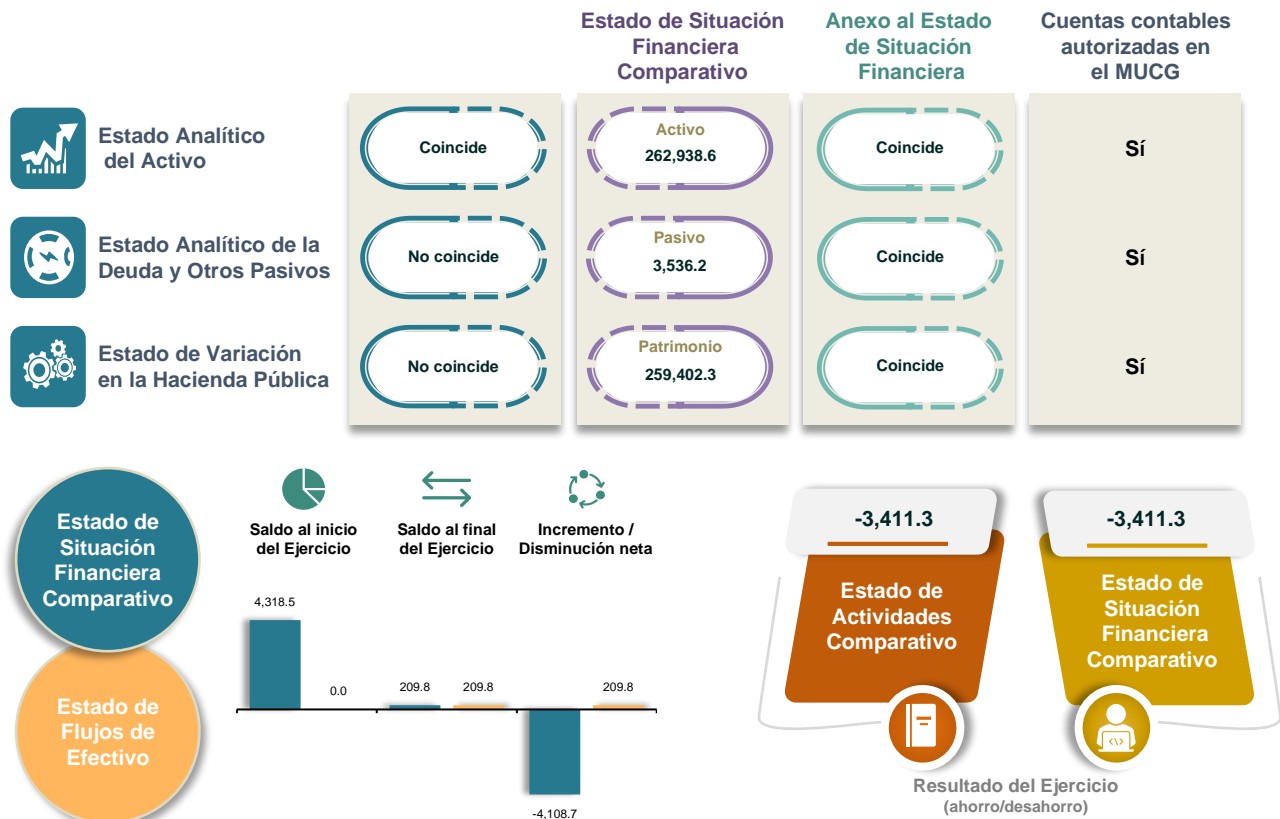 Estado de Situación
Financiera
Comparativo
Anexo al Estado
de Situación
Financiera
Cuentas contables
autorizadas en
el MUCG
Estado Analítico
del Activo
Coincide
Activo
262,938.6
Coincide
Sí
Estado Analítico de la
Deuda y Otros Pasivos
No coincide
Pasivo
3,536.2
Coincide
Sí
Estado de Variación
en la Hacienda Pública
No coincide
Patrimonio
259,402.3
Coincide
Sí
Estado de
Situación
Financiera
Comparativo
Estado de
Flujos de
Efectivo
Saldo al inicio
del Ejercicio
Saldo al final
del Ejercicio
Incremento /
Disminución neta
4,318.5
0.0
209.8
209.8
209.8
-4,108.7
-3,411.3
Estado de
Actividades
Comparativo
-3,411.3
Estado de
Situación
Financiera
Comparativo
Resultado del Ejercicio
(ahorro/desahorro)